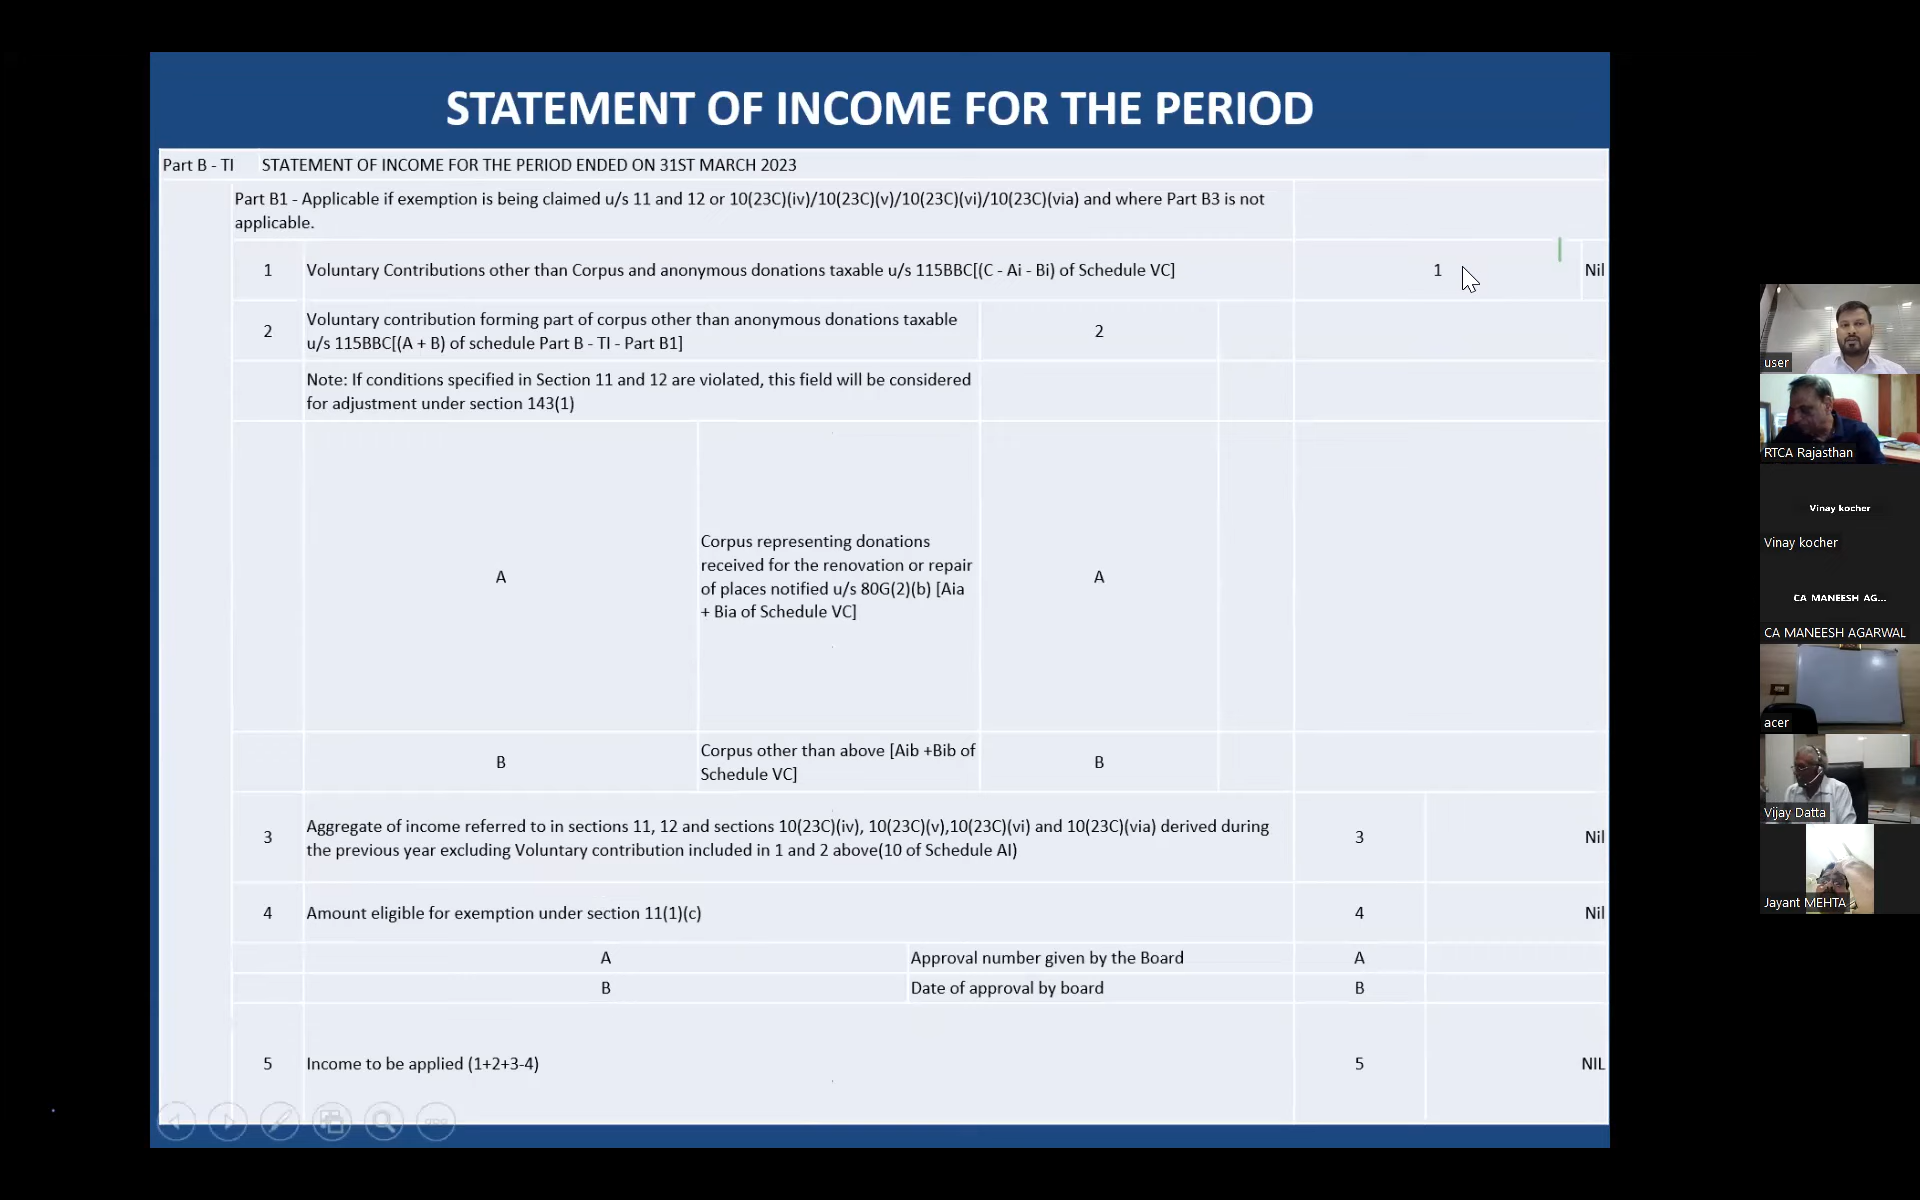 STATEMENT OF INCOME FOR THE PERIOD
Part B - TI STATEMENT OF INCOME FOR THE PERIOD ENDED ON 31ST MARCH 2023
Part B1 - Applicable if exemption is being claimed u/s 11 and 12 or 10(23C)(iv)/10(23C)(v)/10(23C)(vi)/10(23C)(via) and where Part B3 is not
applicable.
1 Voluntary Contributions other than Corpus and anonymous donations taxable u/s 115BBC[(C - Ai - Bi) of Schedule VC] 1 Nil
2 Voluntary contribution forming part of corpus other than anonymous donations taxable
u/s 115BBC[(A + B) of schedule Part B - TI - Part B1] 2
Note: If conditions specified in Section 11 and 12 are violated, this field will be considered
for adjustment under section 143(1)
A Corpus representing donations
received for the renovation or repair
of places notified u/s 80G(2)(b) [Aia
+ Bia of Schedule VC] A
B Corpus other than above [Aib +Bib of
Schedule VC] B
3 Aggregate of income referred to in sections 11, 12 and sections 10(23C)(iv), 10(23C)(v),10(23C)(vi) and 10(23C)(via) derived during
the previous year excluding Voluntary contribution included in 1 and 2 above(10 of Schedule AI) 3 Nil
4 Amount eligible for exemption under section 11(1)(c) 4 Nil
A Approval number given by the Board A
B Date of approval by board B
5 Income to be applied (1+2+3-4) 5 NIL
user
RTCA Rajasthan
Vinay kocher
Vinay kocher
CA MANEESH AG...
CA MANEESH AGARWAL
acer
Vijay Datta
Jayant MEHTA